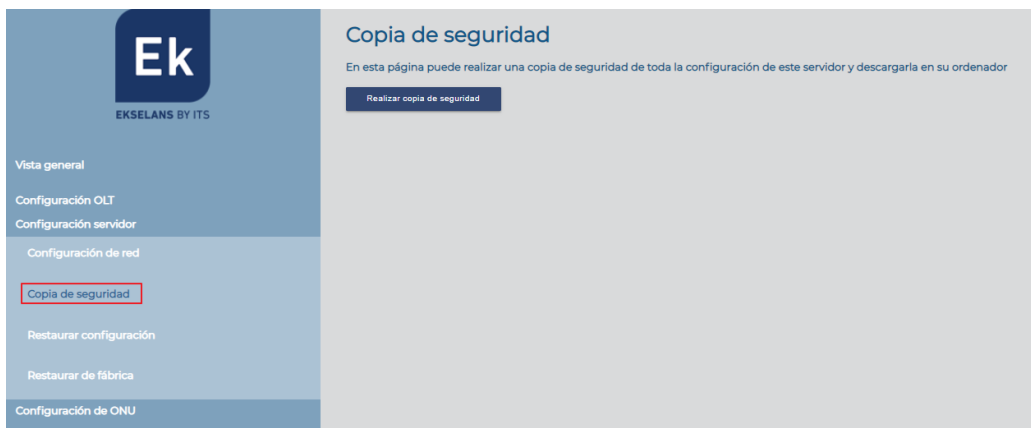 Ek
EKSELANS BY ITS
Vista general
Configuración OLT
Configuración servidor
Configuración de red
Copia de seguridad
Restaurar configuración
Restaurar de fábrica
Configuración de ONU
Copia de seguridad
En esta página puede realizar una copia de seguridad de toda la configuración de este servidor y descargarla en su ordenador
Realizar copia de seguridad